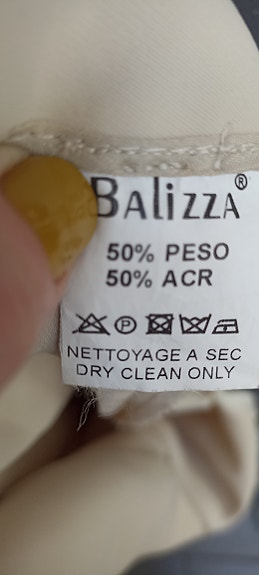 Balizza®
50% PESO
50% ACR
P
NETTOYAGE A SEC
DRY CLEAN ONLY